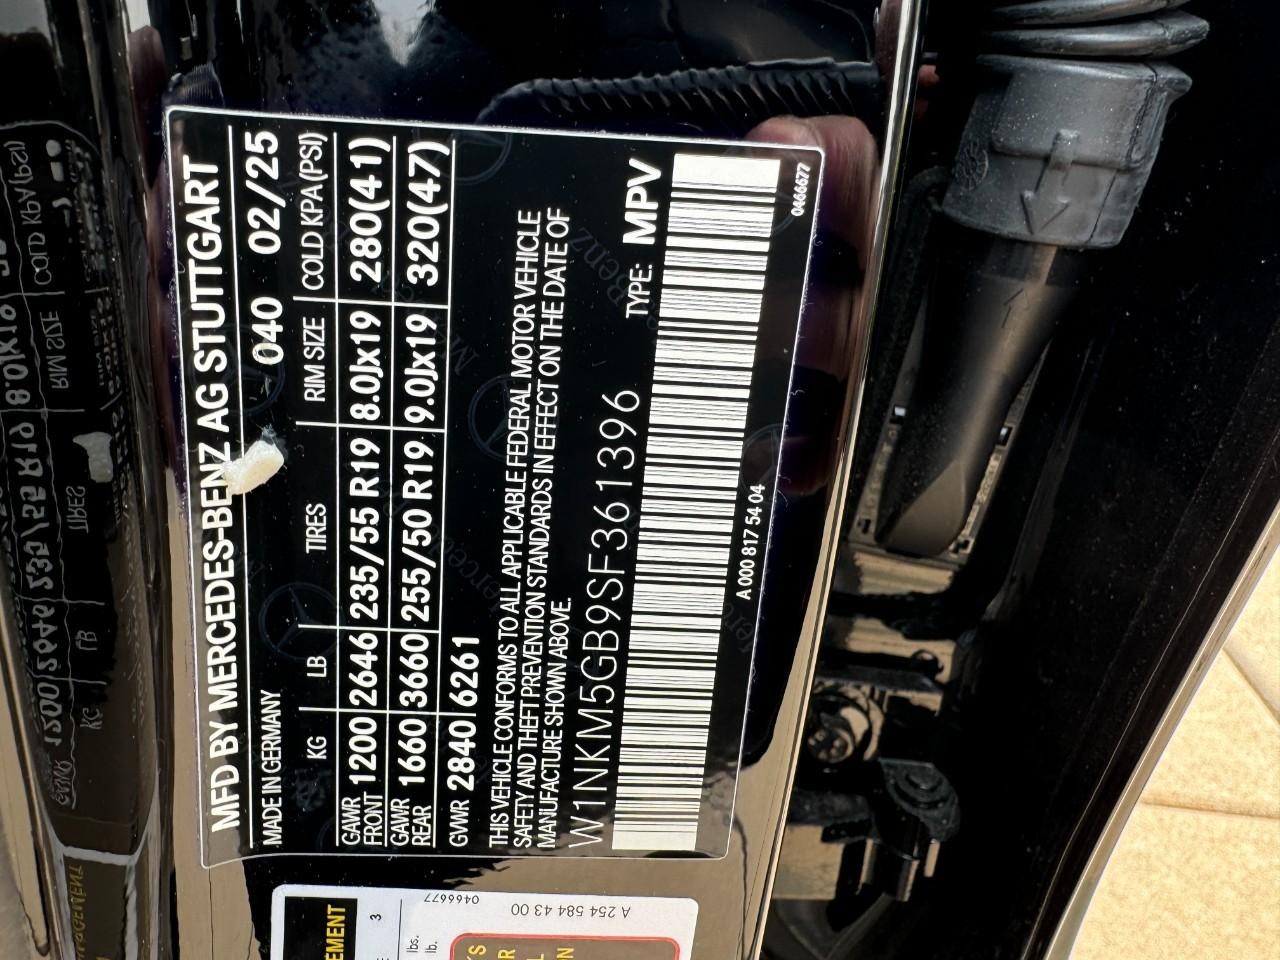 MFD BY MERCEDES-BENZ AG STUTTGART
MADE IN GERMANY 040 02/25
KG LB TIRES RIM SIZE COLD KPA(PSI)
GAWR FRONT 1200 2646 235/55 R19 8.0Jx19 280(41)
GAWR REAR 1660 3660 255/50 R19 9.0Jx19 320(47)
GVWR 2840 6261
THIS VEHICLE CONFORMS TO ALL APPLICABLE FEDERAL MOTOR VEHICLE
SAFETY AND THEFT PREVENTION STANDARDS IN EFFECT ON THE DATE OF
MANUFACTURE SHOWN ABOVE.
W1NKM5GB9SF361396 TYPE: MPV
A 000 817 54 04
0466677
EMENT
3
lbs.
lb.
0466677
A 254 584 43 00